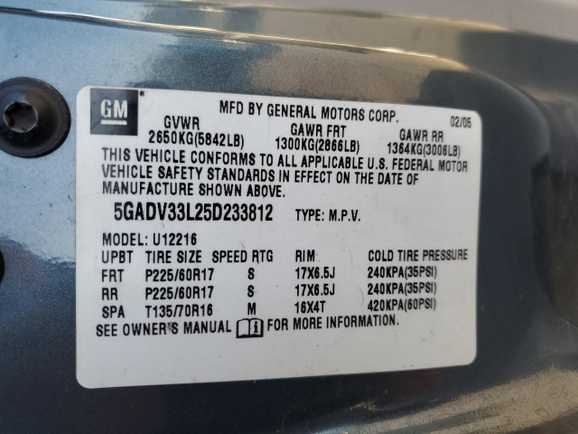 GM
MFD BY GENERAL MOTORS CORP. 02/05
GVWR GAWR FRT GAWR RR
2650KG(5842LB) 1300KG(2866LB) 1364KG(3006LB)
THIS VEHICLE CONFORMS TO ALL APPLICABLE U.S. FEDERAL MOTOR
VEHICLE SAFETY STANDARDS IN EFFECT ON THE DATE OF
MANUFACTURE SHOWN ABOVE.
5GADV33L25D233812 TYPE: M.P.V.
MODEL: U12216
UPBT TIRE SIZE SPEED RTG RIM COLD TIRE PRESSURE
FRT P225/60R17 S 17X6.5J 240KPA(35PSI)
RR P225/60R17 S 17X6.5J 240KPA(35PSI)
SPA T135/70R16 M 16X4T 420KPA(60PSI)
SEE OWNER'S MANUAL FOR MORE INFORMATION.